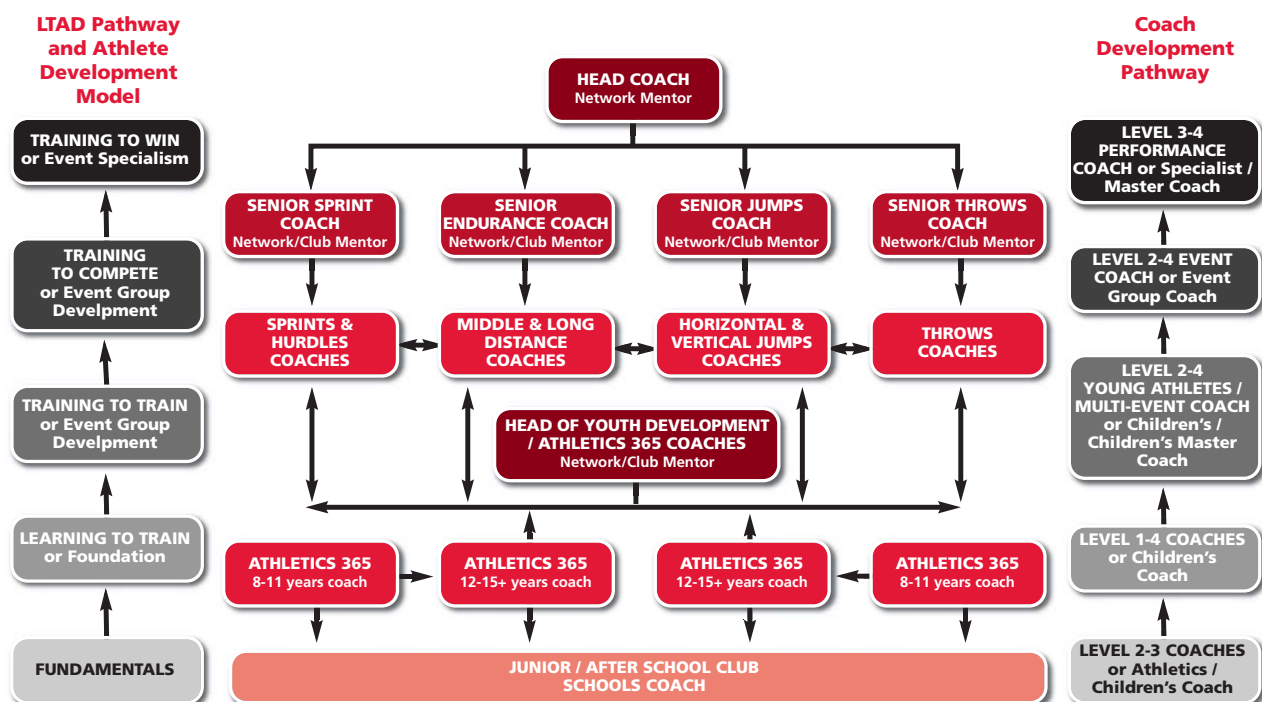 LTAD Pathway
and Athlete
Development
Model
TRAINING TO WIN
or Event Specialism
TRAINING
TO COMPETE
or Event Group
Develpment
TRAINING TO TRAIN
or Event Group
Develpment
LEARNING TO TRAIN
or Foundation
FUNDAMENTALS
HEAD COACH
Network Mentor
SENIOR SPRINT
COACH
Network/Club Mentor
SENIOR
ENDURANCE COACH
Network/Club Mentor
SENIOR JUMPS
COACH
Network/Club Mentor
SENIOR THROWS
COACH
Network/Club Mentor
SPRINTS &
HURDLES
COACHES
MIDDLE & LONG
DISTANCE
COACHES
HORIZONTAL &
VERTICAL JUMPS
COACHES
THROWS
COACHES
HEAD OF YOUTH DEVELOPMENT
/ ATHLETICS 365 COACHES
Network/Club Mentor
ATHLETICS 365
8-11 years coach
ATHLETICS 365
12-15+ years coach
ATHLETICS 365
12-15+ years coach
ATHLETICS 365
8-11 years coach
JUNIOR / AFTER SCHOOL CLUB
SCHOOLS COACH
Coach
Development
Pathway
LEVEL 3-4
PERFORMANCE
COACH or Specialist /
Master Coach
LEVEL 2-4 EVENT
COACH or Event
Group Coach
LEVEL 2-4
YOUNG ATHLETES /
MULTI-EVENT COACH
or Children's /
Children's Master
Coach
LEVEL 1-4 COACHES
or Children's
Coach
LEVEL 2-3 COACHES
or Athletics /
Children's Coach